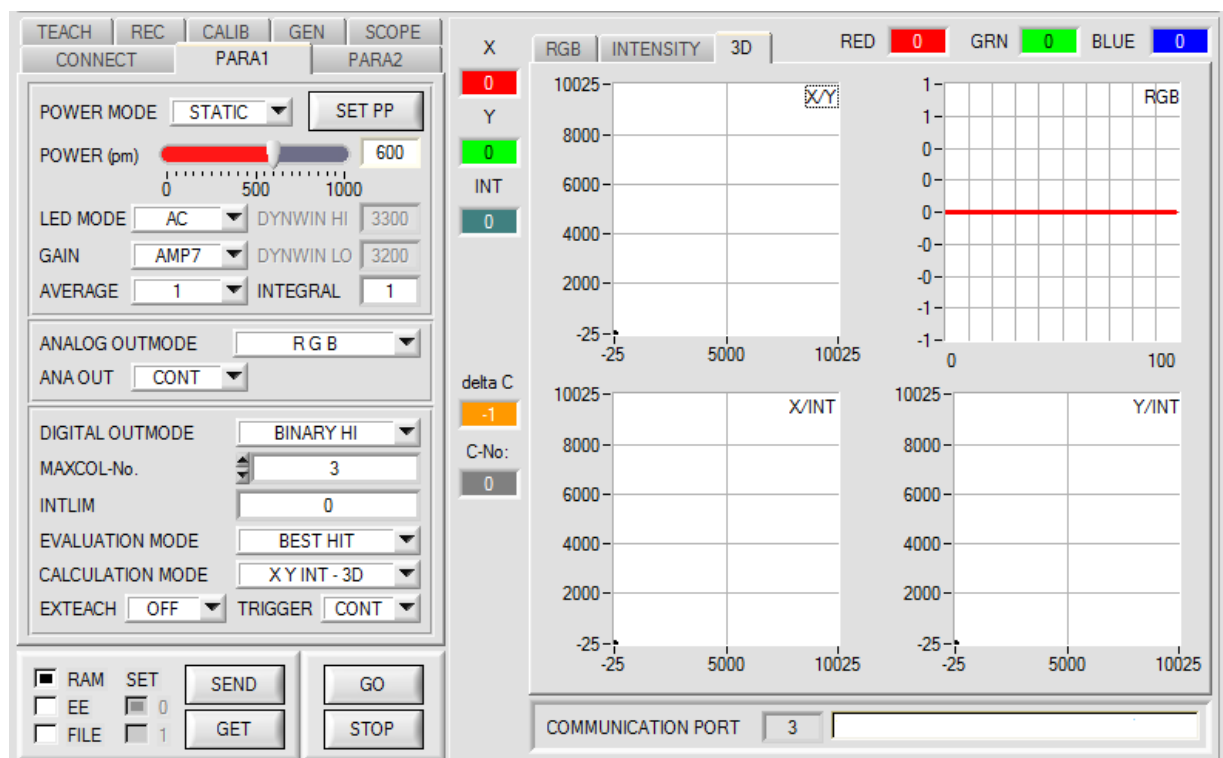 TEACH REC CALIB GEN SCOPE
CONNECT PARA1 PARA2
POWER MODE STATIC SET PP
POWER (pm) 600
0 500 1000
LED MODE AC DYNWIN HI 3300
GAIN AMP7 DYNWIN LO 3200
AVERAGE 1 INTEGRAL 1
ANALOG OUTMODE R G B
ANA OUT CONT
DIGITAL OUTMODE BINARY HI
MAXCOL-No. 3
INTLIM 0
EVALUATION MODE BEST HIT
CALCULATION MODE X Y INT - 3D
EXTEACH OFF TRIGGER CONT
RAM SET SEND GO
EE 0
FILE 1 GET STOP
X
0
Y
0
INT
0
delta C
-1
C-No:
0
RGB INTENSITY 3D RED 0 GRN 0 BLUE 0
X/Y
10025
8000
6000
4000
2000
-25
-25 5000 10025
RGB
1
1
0
0
0
-0
-0
-1
-1
0 100
X/INT
10025
8000
6000
4000
2000
-25
-25 5000 10025
Y/INT
10025
8000
6000
4000
2000
-25
-25 5000 10025
COMMUNICATION PORT 3